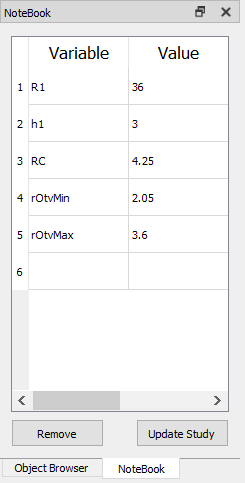 NoteBook
Variable Value
1 R1 36
2 h1 3
3 RC 4.25
4 rOtvMin 2.05
5 rOtvMax 3.6
6
Remove Update Study
Object Browser NoteBook